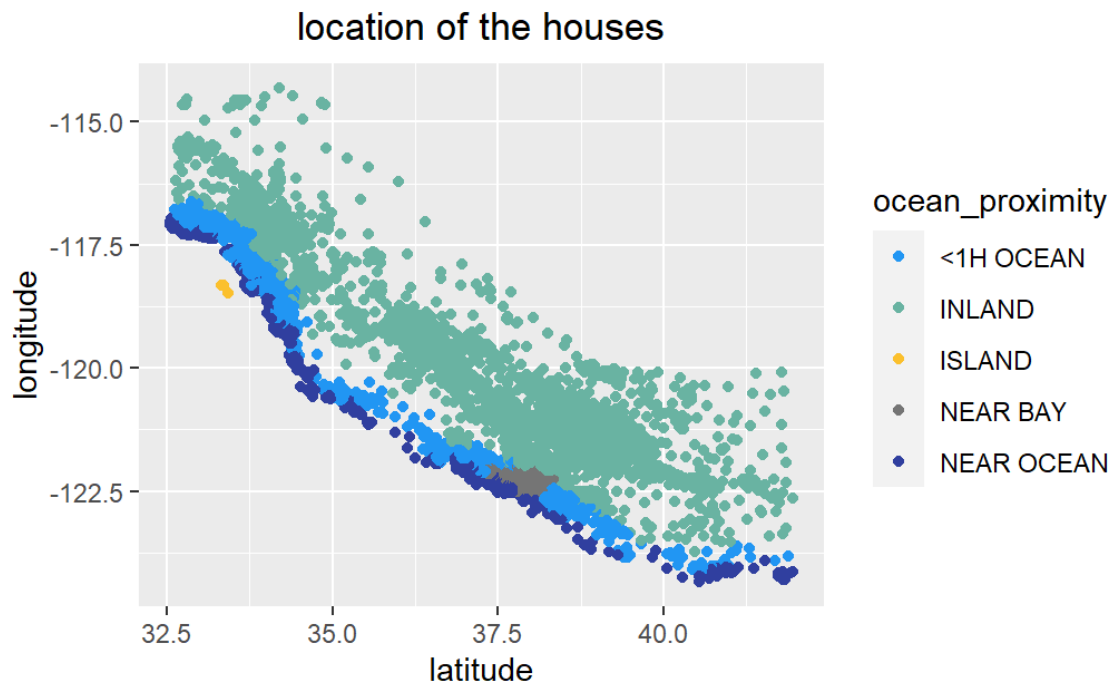 location of the houses
-115.0
-117.5
-120.0
-122.5
longitude
32.5 35.0 37.5 40.0
latitude
ocean_proximity
<1H OCEAN
INLAND
ISLAND
NEAR BAY
NEAR OCEAN